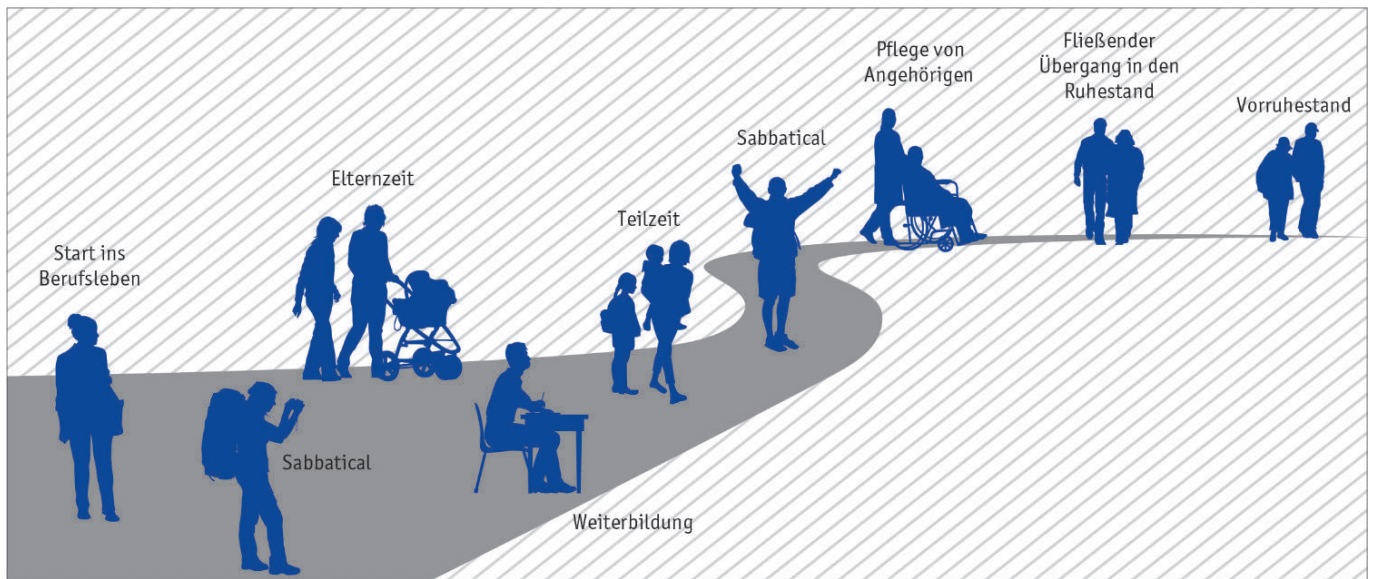 Start ins
Berufsleben
Sabbatical
Elternzeit
Weiterbildung
Teilzeit
Sabbatical
Pflege von
Angehörigen
Fließender
Übergang in den
Ruhestand
Vorruhestand